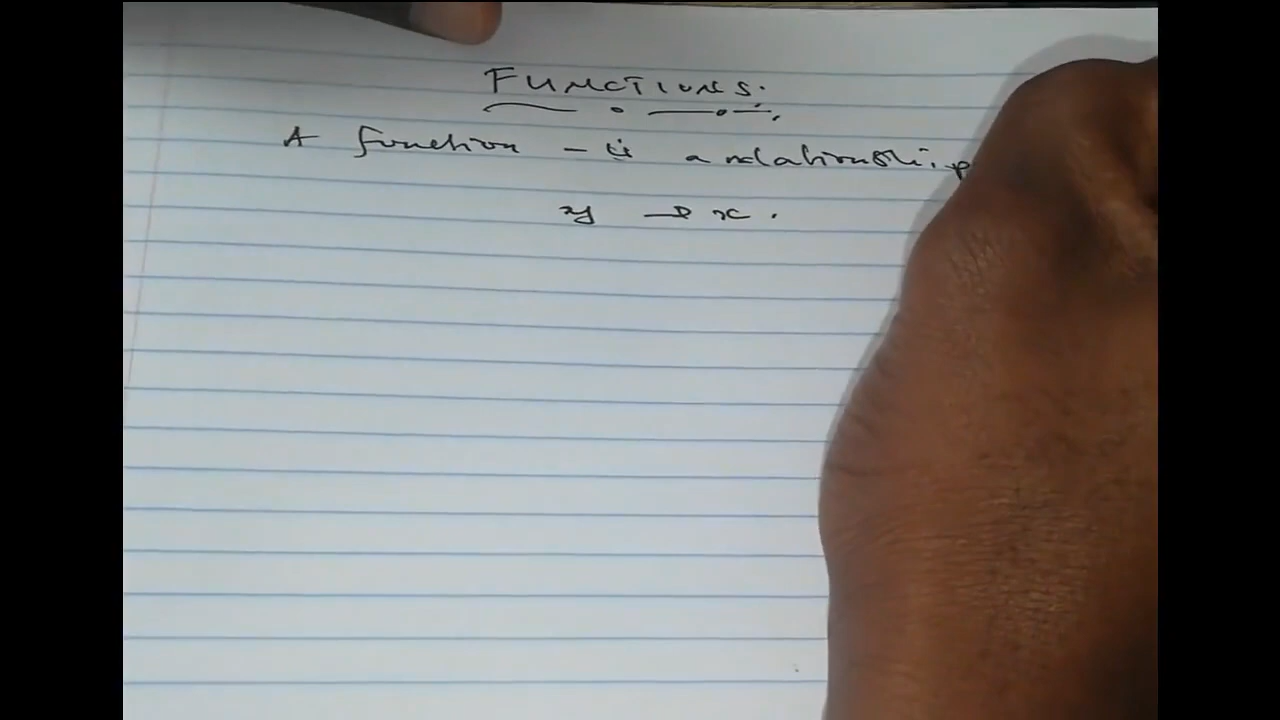 FUNCTIONS.
A function - is a relationship
y → x.